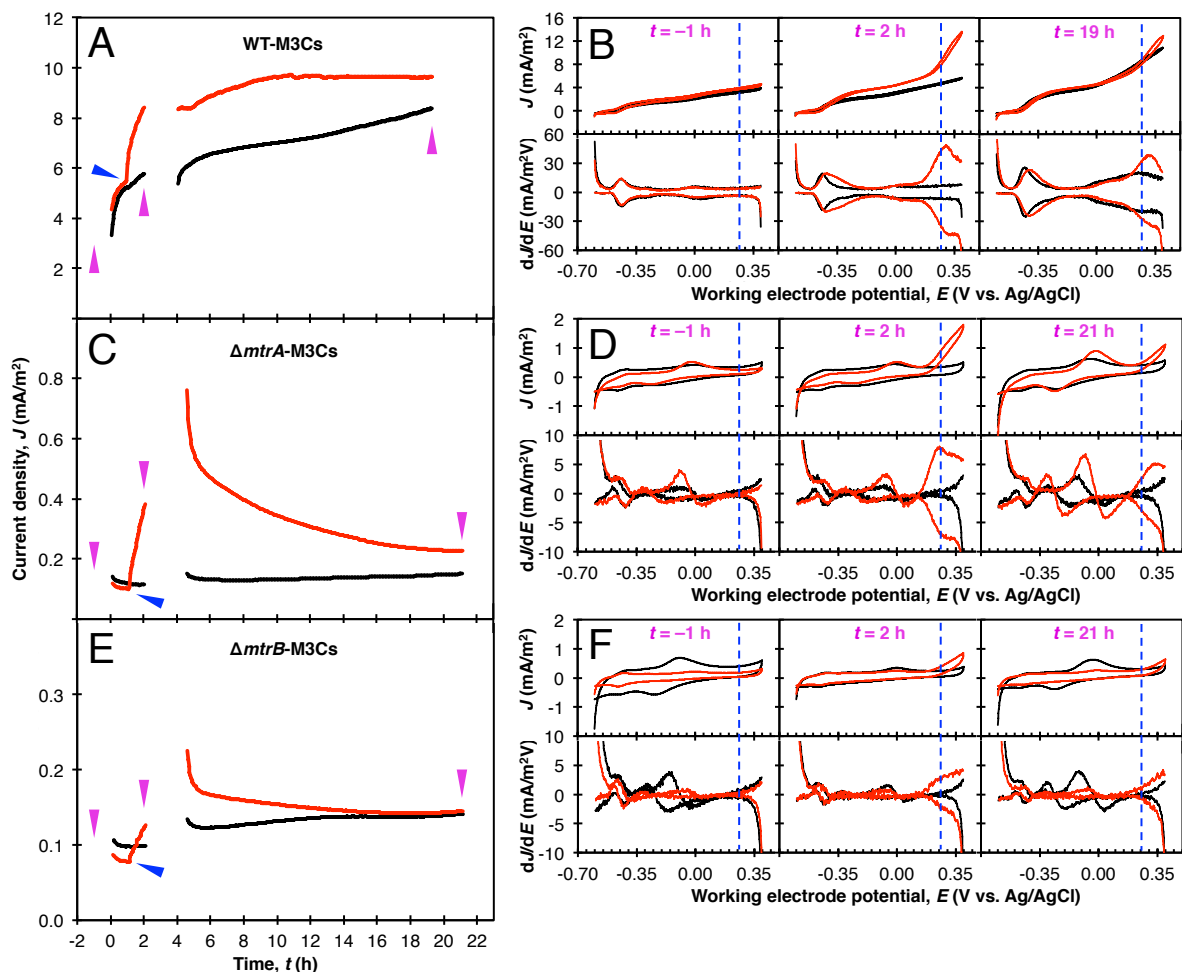 A
WT-M3Cs
12
10
8
6
4
2
C
ΔmtrA-M3Cs
1.0
0.8
0.6
0.4
0.2
Current density, J (mA/m²)
E
ΔmtrB-M3Cs
0.3
0.2
0.1
0.0
-2 0 2 4 6 8 10 12 14 16 18 20 22
Time, t (h)
B
t = –1 h t = 2 h t = 19 h
J (mA/m²)
16
12
8
4
0
dJ/dE (mA/m²V)
60
30
0
-30
-60
-0.70 -0.35 0.00 0.35 -0.35 0.00 0.35 -0.35 0.00 0.35
Working electrode potential, E (V vs. Ag/AgCl)
D
t = –1 h t = 2 h t = 21 h
J (mA/m²)
2
1
0
-1
dJ/dE (mA/m²V)
10
5
0
-5
-10
-0.70 -0.35 0.00 0.35 -0.35 0.00 0.35 -0.35 0.00 0.35
Working electrode potential, E (V vs. Ag/AgCl)
F
t = –1 h t = 2 h t = 21 h
J (mA/m²)
2
1
0
-1
dJ/dE (mA/m²V)
10
5
0
-5
-10
-0.70 -0.35 0.00 0.35 -0.35 0.00 0.35 -0.35 0.00 0.35
Working electrode potential, E (V vs. Ag/AgCl)